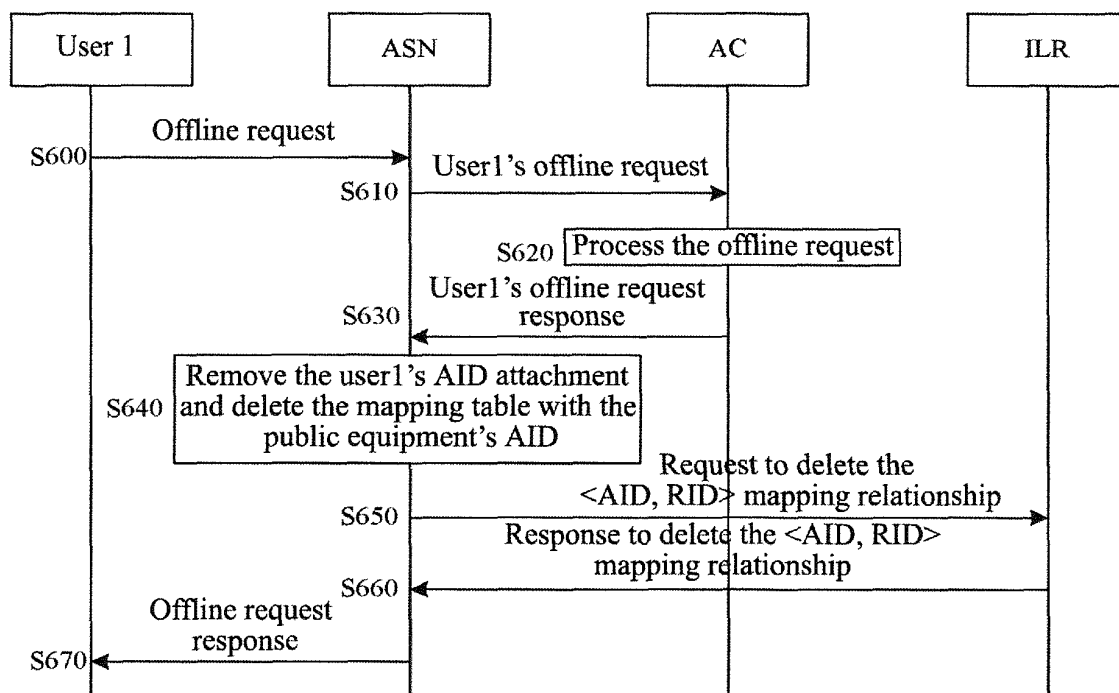 User 1
ASN
AC
ILR
Offline request
S600
User1's offline request
S610
S620
Process the offline request
User1's offline request
response
S630
Remove the user1's AID attachment
and delete the mapping table with the
public equipment's AID
S640
Request to delete the
<AID, RID> mapping relationship
S650
Response to delete the <AID, RID>
mapping relationship
S660
Offline request
response
S670